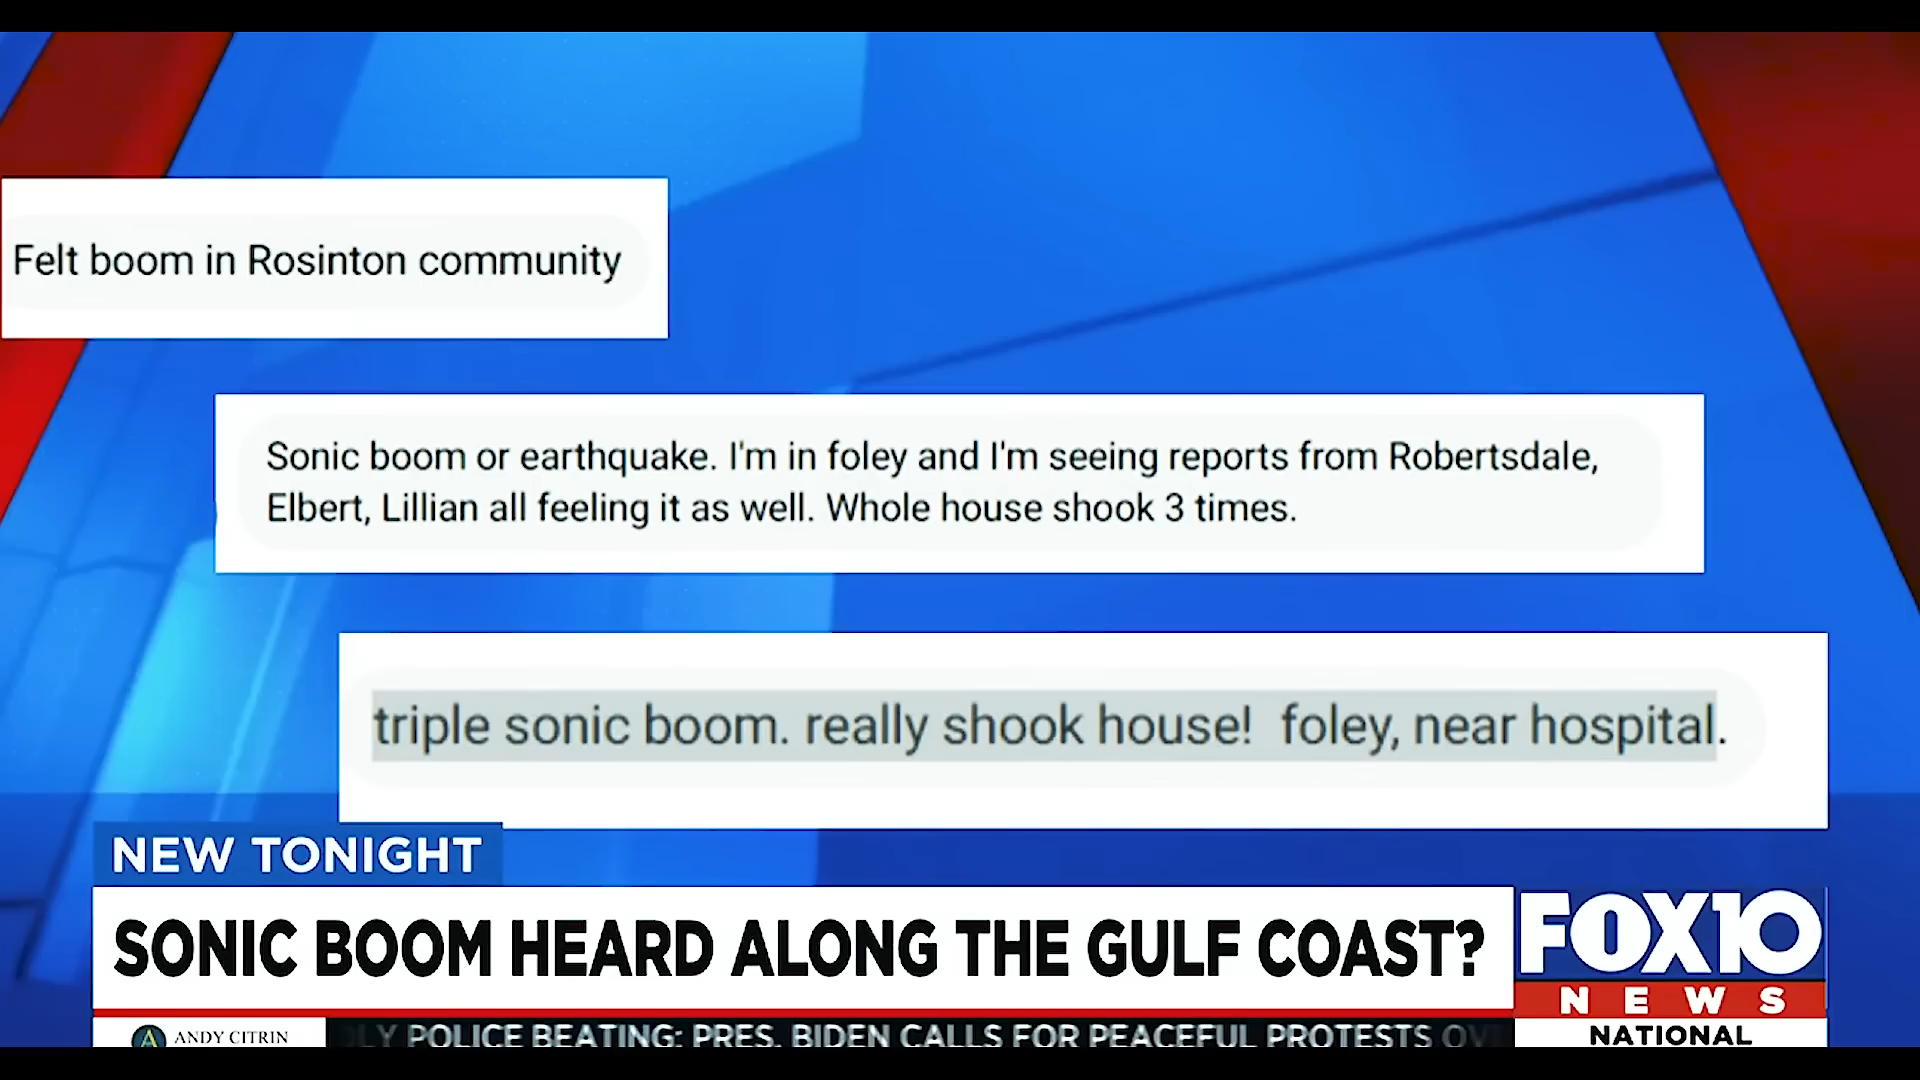 Felt boom in Rosinton community
Sonic boom or earthquake. I'm in foley and I'm seeing reports from Robertsdale,
Elbert, Lillian all feeling it as well. Whole house shook 3 times.
triple sonic boom. really shook house!  foley, near hospital.
NEW TONIGHT
SONIC BOOM HEARD ALONG THE GULF COAST?
FOX10
NEWS
ANDY CITRIN
POLICE BEATING: PRES. BIDEN CALLS FOR PEACEFUL PROTESTS
NATIONAL